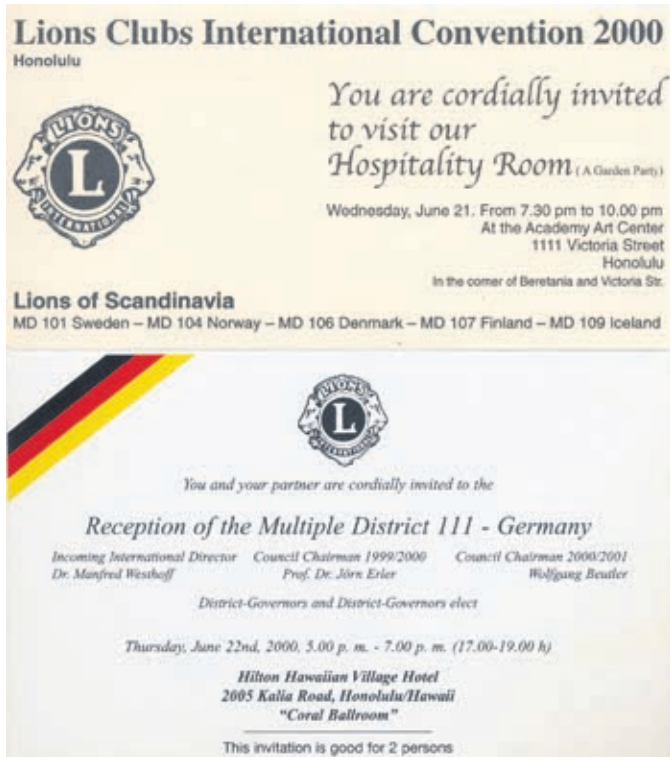 Lions Clubs International Convention 2000
Honolulu
LIONS
L
INTERNATIONAL
You are cordially invited
to visit our
Hospitality Room (A Garden Party)
Wednesday, June 21. From 7.30 pm to 10.00 pm
At the Academy Art Center
1111 Victoria Street
Honolulu
In the corner of Beretania and Victoria Str.
Lions of Scandinavia
MD 101 Sweden – MD 104 Norway – MD 106 Denmark – MD 107 Finland – MD 109 Iceland
LIONS
L
INTERNATIONAL
You and your partner are cordially invited to the
Reception of the Multiple District 111 - Germany
Incoming International Director Council Chairman 1999/2000 Council Chairman 2000/2001
Dr. Manfred Westhoff Prof. Dr. Jörn Erler Wolfgang Beutler
District-Governors and District-Governors elect
Thursday, June 22nd, 2000, 5.00 p. m. - 7.00 p. m. (17.00-19.00 h)
Hilton Hawaiian Village Hotel
2005 Kalia Road, Honolulu/Hawaii
"Coral Ballroom"
This invitation is good for 2 persons